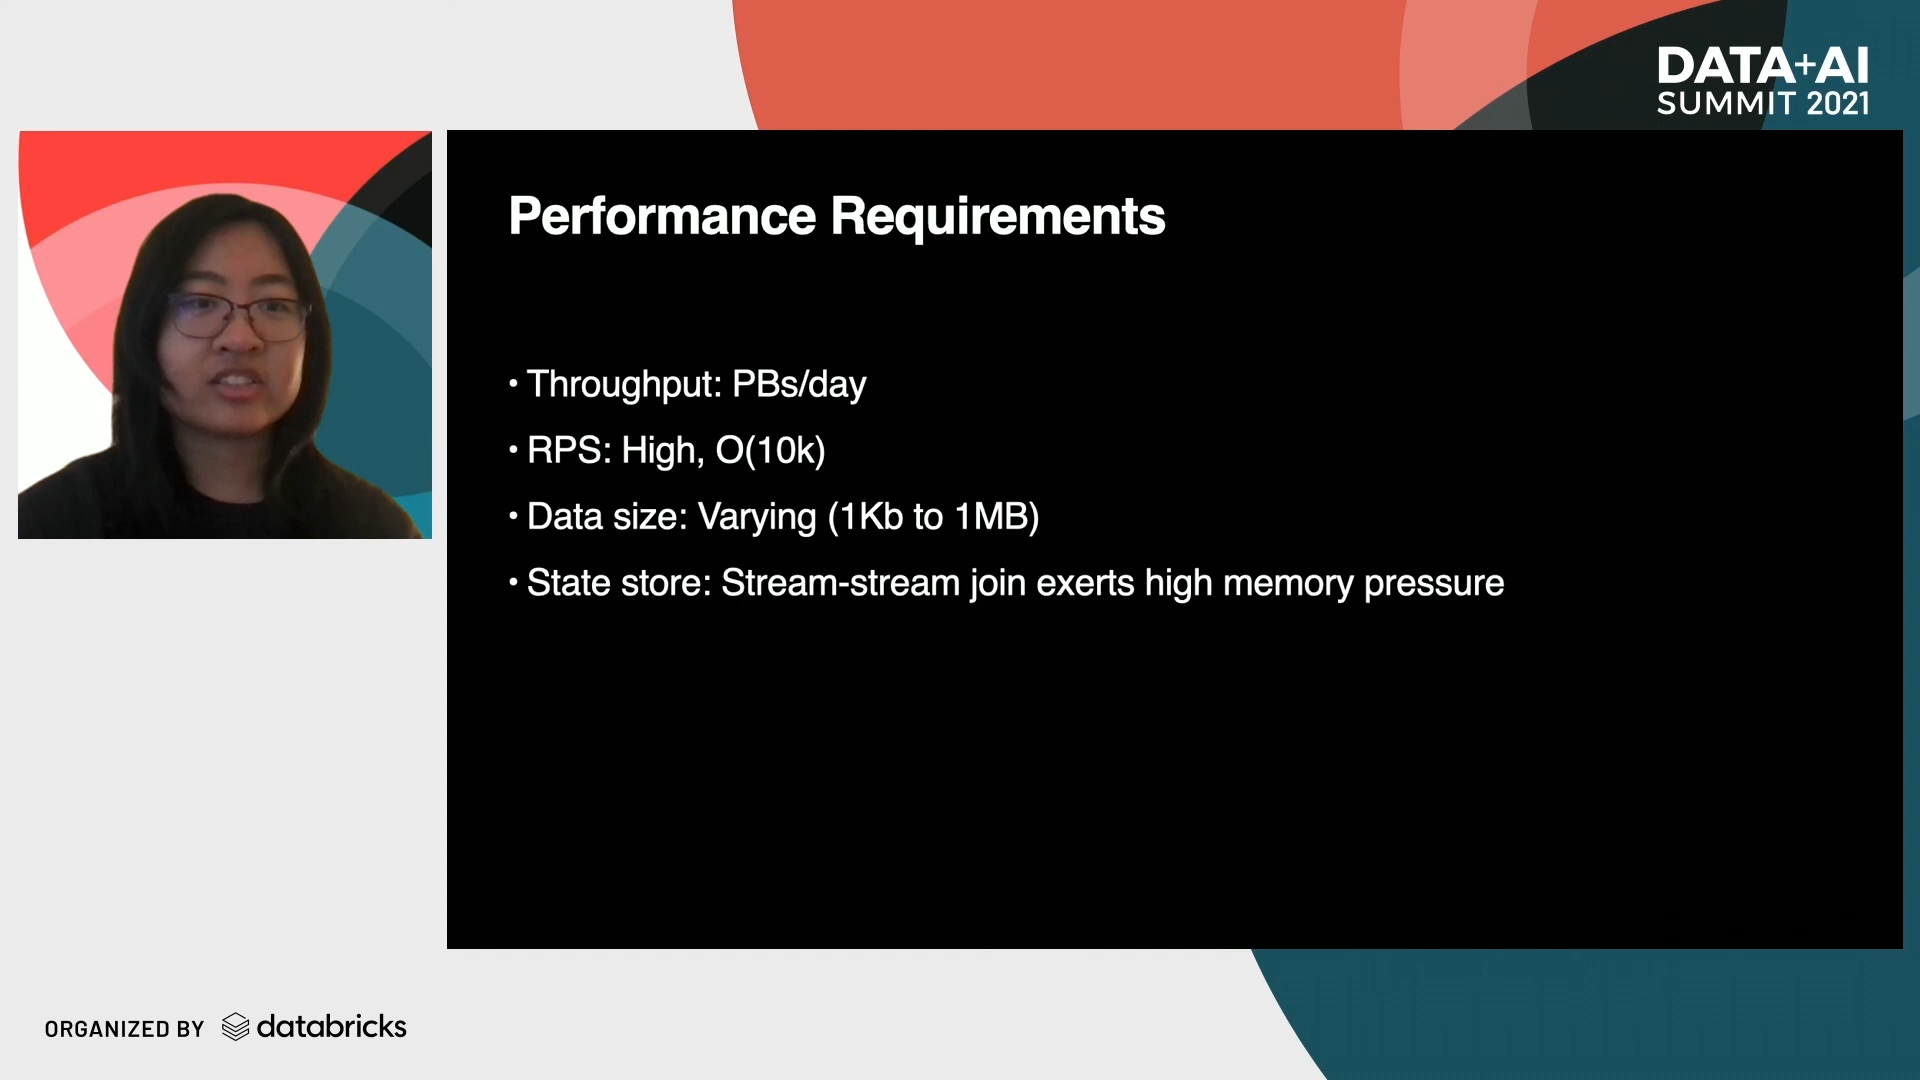 DATA+AI
SUMMIT 2021
Performance Requirements
• Throughput: PBs/day
• RPS: High, O(10k)
• Data size: Varying (1Kb to 1MB)
• State store: Stream-stream join exerts high memory pressure
ORGANIZED BY databricks